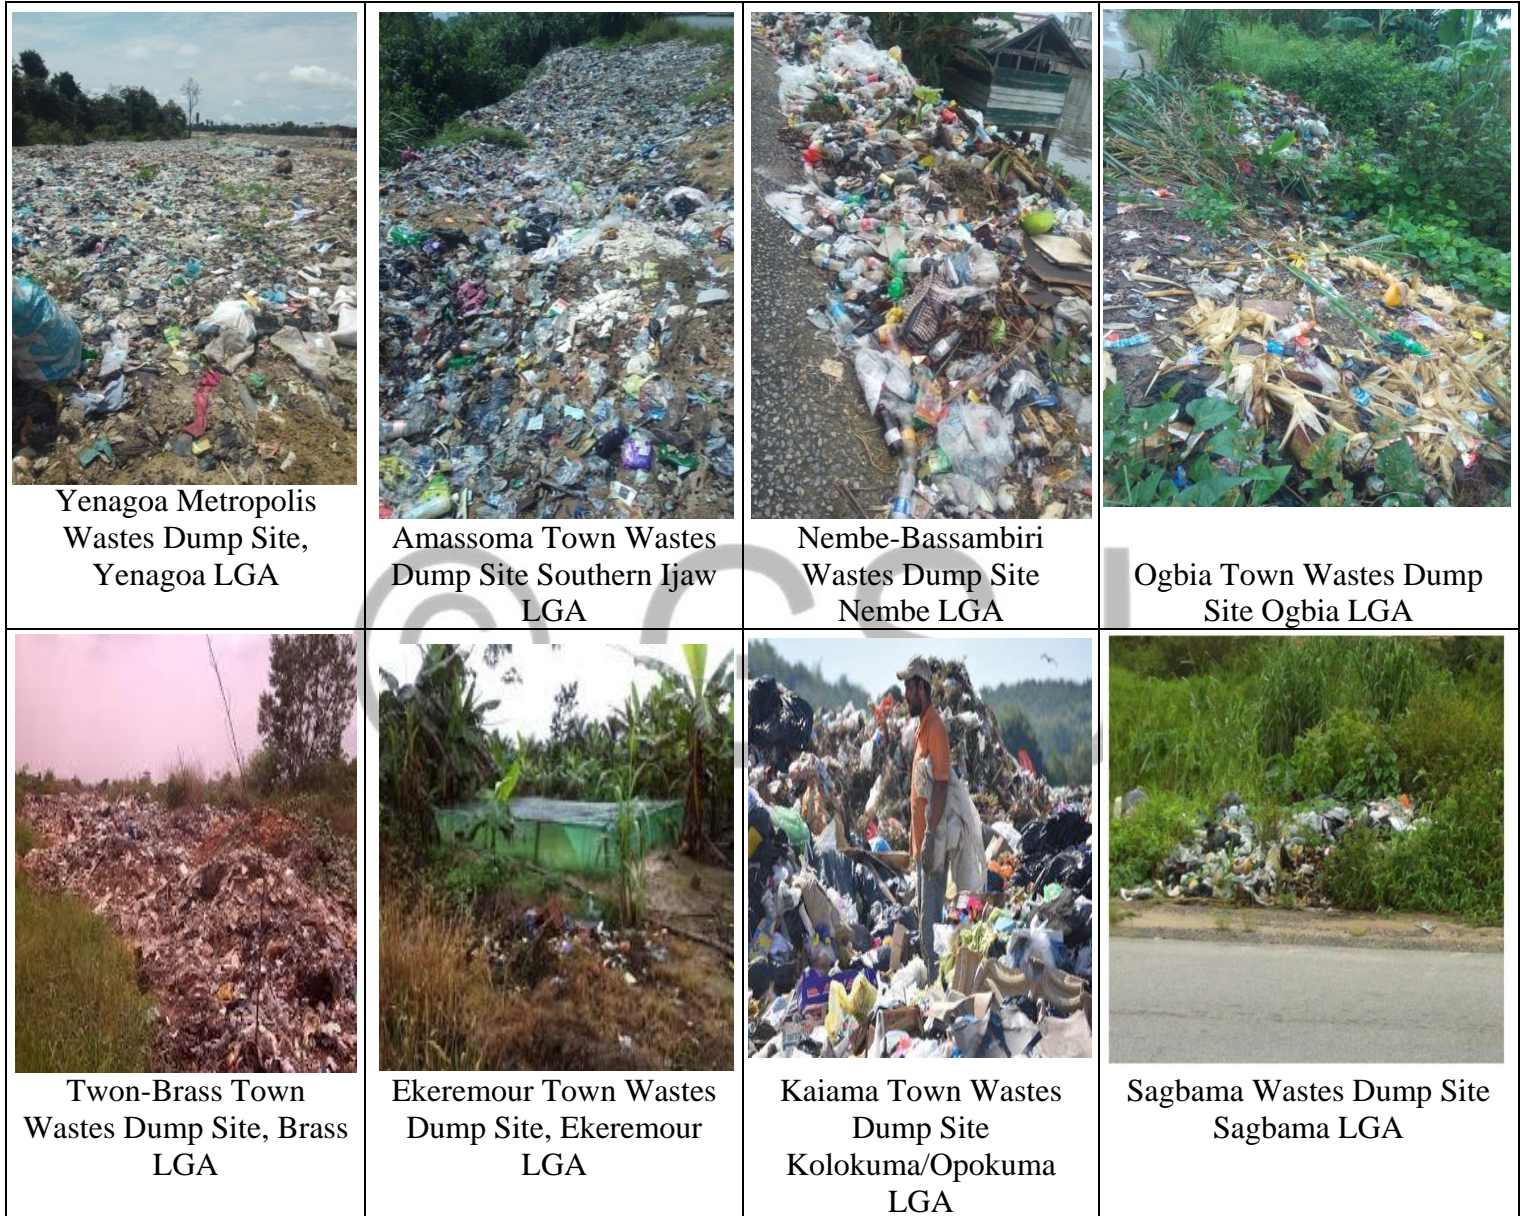 Yenagoa Metropolis
Wastes Dump Site,
Yenagoa LGA
Amassoma Town Wastes
Dump Site Southern Ijaw
LGA
Nembe-Bassambiri
Wastes Dump Site
Nembe LGA
Ogbia Town Wastes Dump
Site Ogbia LGA
Twon-Brass Town
Wastes Dump Site, Brass
LGA
Ekeremour Town Wastes
Dump Site, Ekeremour
LGA
Kaiama Town Wastes
Dump Site
Kolokuma/Opokuma
LGA
Sagbama Wastes Dump Site
Sagbama LGA